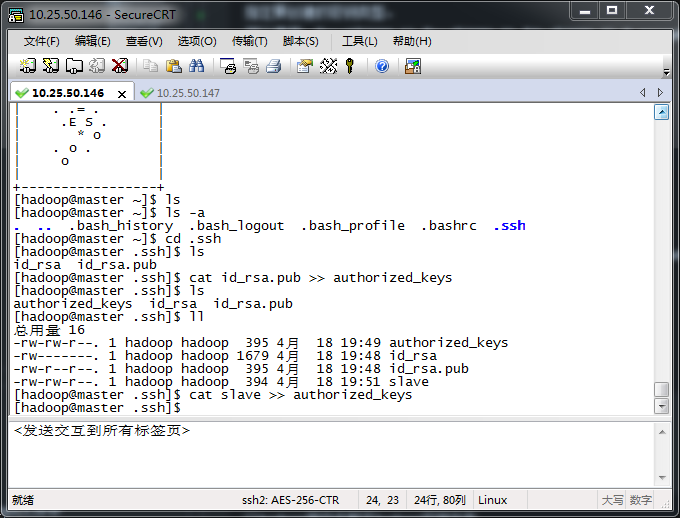 10.25.50.146 - SecureCRT
文件(F) 编辑(E) 查看(V) 选项(O) 传输(T) 脚本(S) 工具(L) 帮助(H)
10.25.50.146 10.25.50.147
|    . .= .       |
|     .E S .      |
|       * o       |
|    . o .        |
|     o           |
|                 |
+-----------------+
[hadoop@master ~]$ ls
[hadoop@master ~]$ ls -a
.  ..  .bash_history  .bash_logout  .bash_profile  .bashrc  .ssh
[hadoop@master ~]$ cd .ssh
[hadoop@master .ssh]$ ls
id_rsa  id_rsa.pub
[hadoop@master .ssh]$ cat id_rsa.pub >> authorized_keys
[hadoop@master .ssh]$ ls
authorized_keys  id_rsa  id_rsa.pub
[hadoop@master .ssh]$ ll
总用量 16
-rw-rw-r--. 1 hadoop hadoop  395 4月  18 19:49 authorized_keys
-rw-------. 1 hadoop hadoop 1679 4月  18 19:48 id_rsa
-rw-r--r--. 1 hadoop hadoop  395 4月  18 19:48 id_rsa.pub
-rw-rw-r--. 1 hadoop hadoop  394 4月  18 19:51 slave
[hadoop@master .ssh]$ cat slave >> authorized_keys
[hadoop@master .ssh]$
<发送交互到所有标签页>
就绪 ssh2: AES-256-CTR 24, 23 24行, 80列 Linux 大写 数字